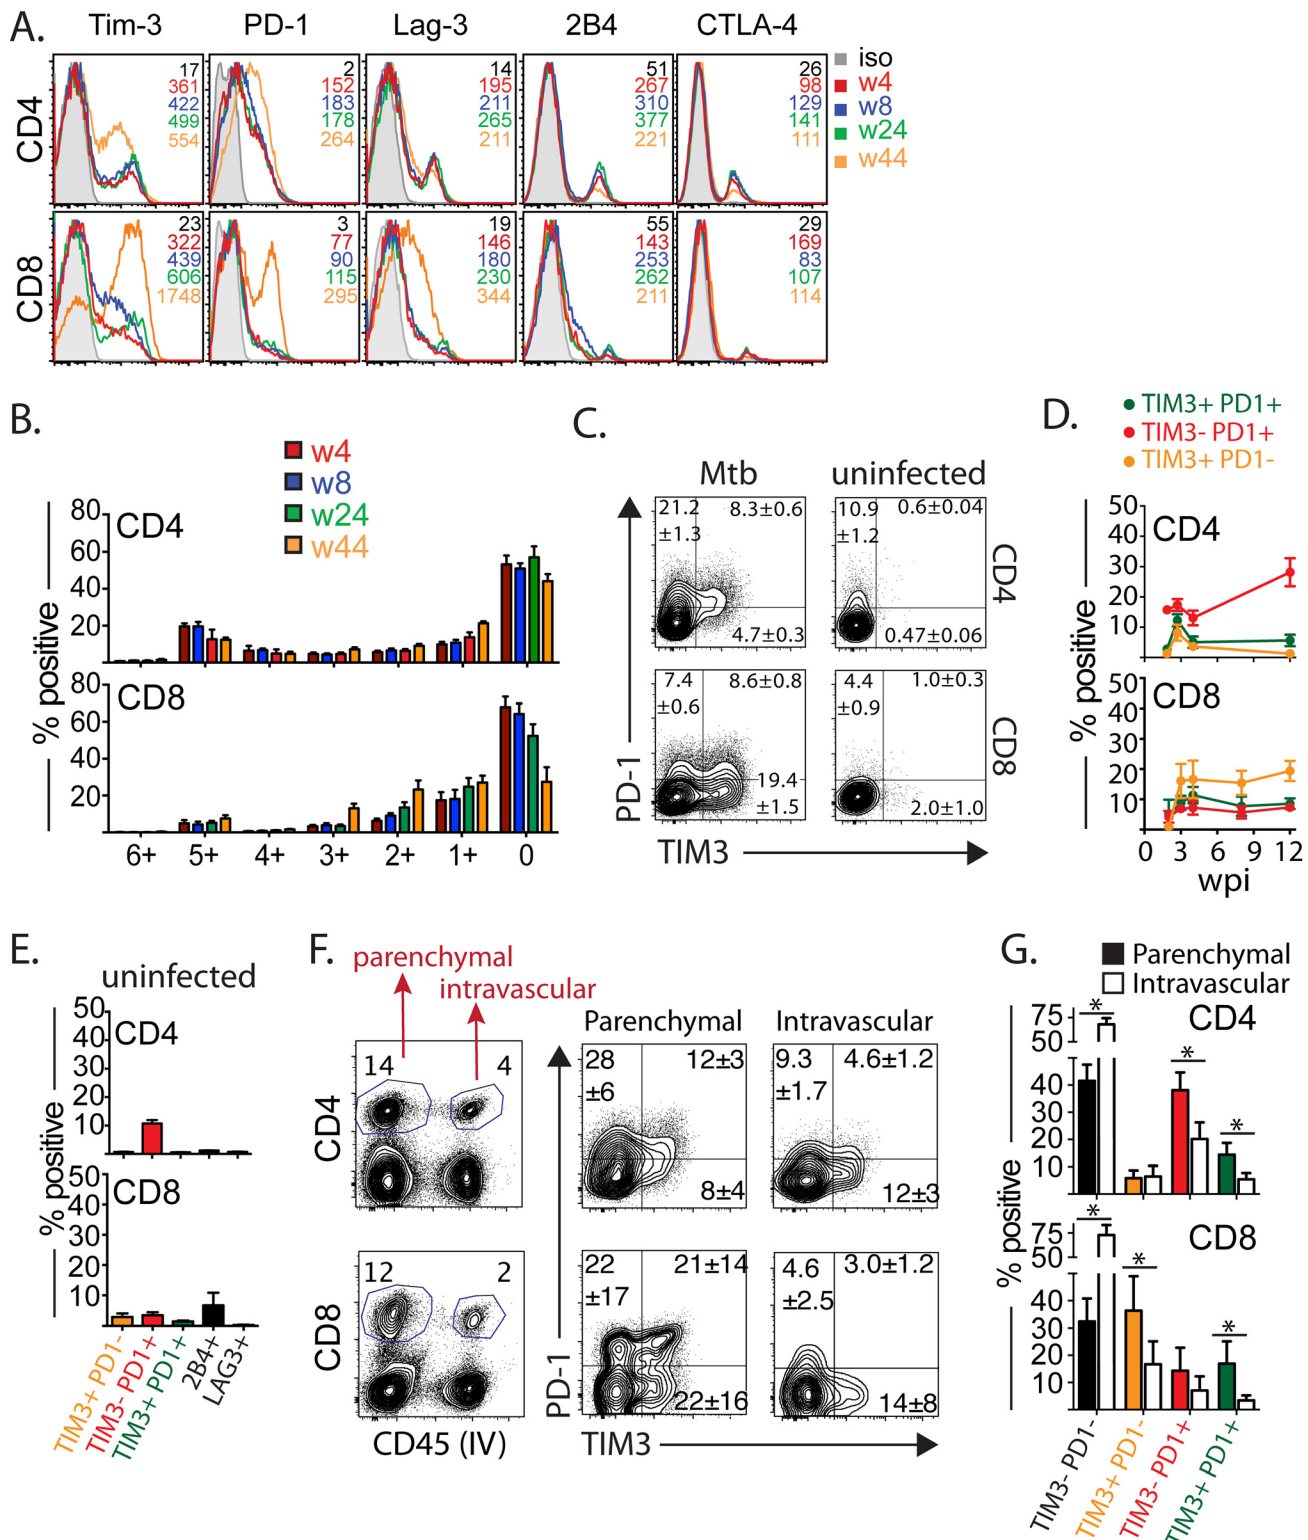 A.
Tim-3 PD-1 Lag-3 2B4 CTLA-4
CD4
17
361
422
499
554
2
152
183
178
264
14
195
211
265
211
51
267
310
377
221
26
98
129
141
111
iso
w4
w8
w24
w44
CD8
23
322
439
606
1748
3
77
90
115
295
19
146
180
230
344
55
143
253
262
211
29
169
83
107
114
B.
w4
w8
w24
w44
% positive
80
60
40
20
CD4
80
60
40
20
CD8
6+ 5+ 4+ 3+ 2+ 1+ 0
C.
Mtb uninfected
21.2
±1.3
8.3±0.6
4.7±0.3
10.9
±1.2
0.6±0.04
0.47±0.06
CD4
7.4
±0.6
8.6±0.8
19.4
±1.5
4.4
±0.9
1.0±0.3
2.0±1.0
CD8
PD-1
TIM3
D.
TIM3+ PD1+
TIM3- PD1+
TIM3+ PD1-
% positive
50
40
30
20
10
CD4
50
40
30
20
10
CD8
0 3 6 9 12
wpi
E.
uninfected
% positive
50
40
30
20
10
CD4
50
40
30
20
10
CD8
TIM3+ PD1-
TIM3- PD1+
TIM3+ PD1+
2B4+
LAG3+
F.
parenchymal
intravascular
14 4
CD4
12 2
CD8
CD45 (IV)
Parenchymal Intravascular
28
±6
12±3
8±4
9.3
±1.7
4.6±1.2
12±3
22
±17
21±14
22±16
4.6
±2.5
3.0±1.2
14±8
PD-1
TIM3
G.
Parenchymal
Intravascular
% positive
75
50
40
30
20
10
CD4
* * *
75
50
40
30
20
10
CD8
* * *
TIM3- PD1-
TIM3+ PD1-
TIM3- PD1+
TIM3+ PD1+